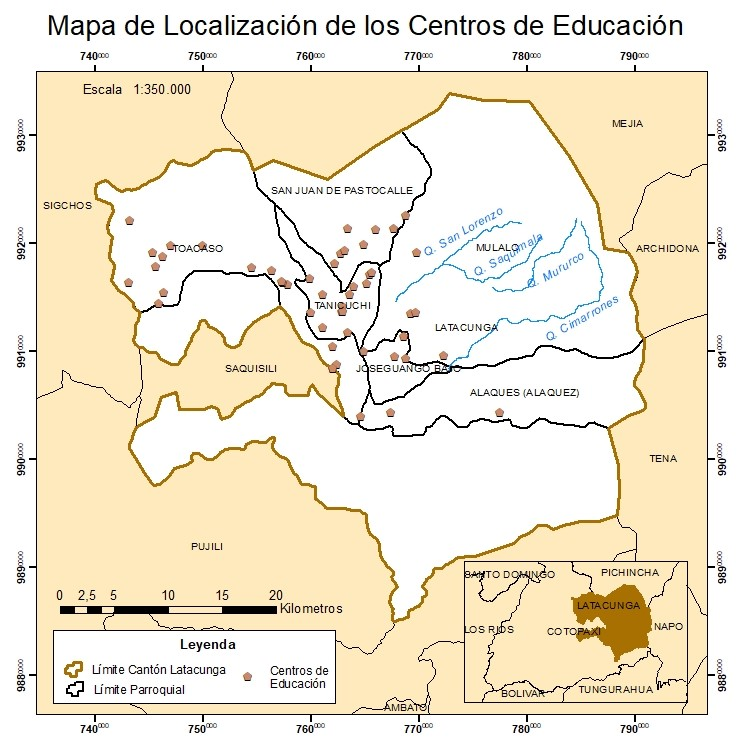 Mapa de Localización de los Centros de Educación
740000 750000 760000 770000 780000 790000
Escala 1:350.000
MEJIA
9930000 9930000
SAN JUAN DE PASTOCALLE
SIGCHOS
Q. San Lorenzo
9920000 9920000
TOACASO
MULALO
ARCHIDONA
Q. Saquimala
Q. Mururco
TANICUCHI
Q. Cimarrones
LATACUNGA
9910000 9910000
SAQUISILI
JOSEGUANGO BAJO
ALAQUES (ALAQUEZ)
9900000 9900000
TENA
PUJILI
9890000 9890000
0 2,5 5 10 15 20
Kilometros
Leyenda
Límite Cantón Latacunga
Límite Parroquial
Centros de
Educación
SANTO DOMINGO
PICHINCHA
LATACUNGA
LOS RIOS
COTOPAXI
NAPO
BOLIVAR
TUNGURAHUA
9880000 9880000
AMBATO
740000 750000 760000 770000 780000 790000